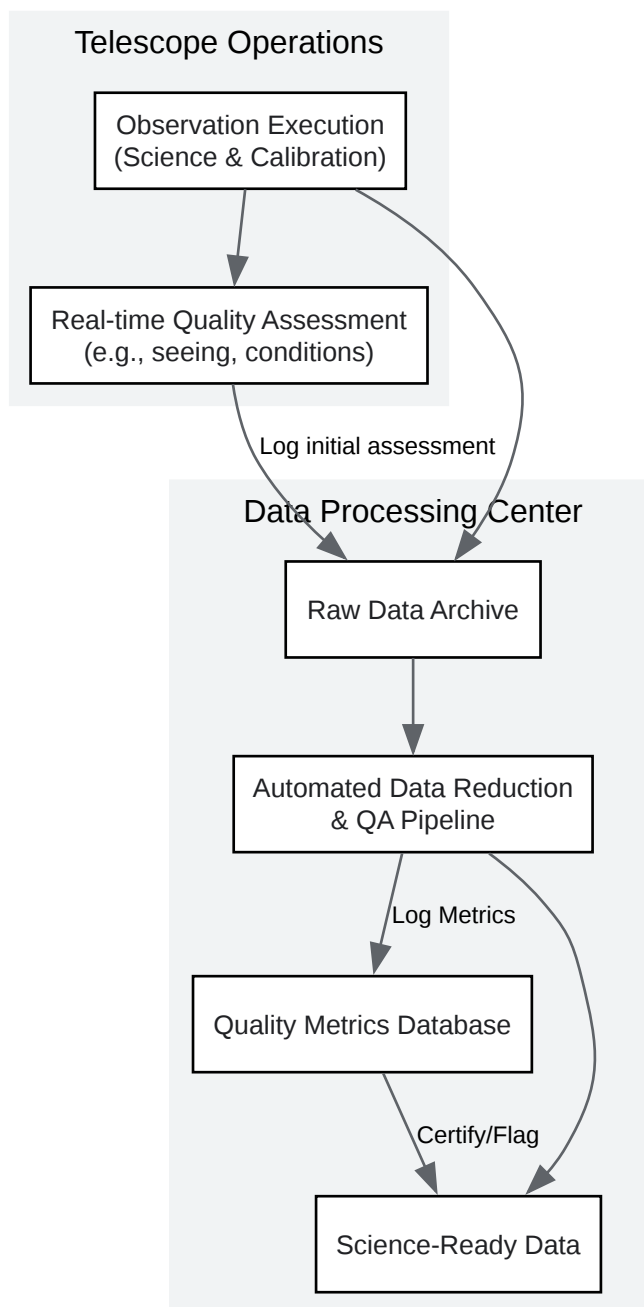 Telescope Operations
Observation Execution
(Science & Calibration)
Real-time Quality Assessment
(e.g., seeing, conditions)
Log initial assessment
Data Processing Center
Raw Data Archive
Automated Data Reduction
& QA Pipeline
Log Metrics
Quality Metrics Database
Certify/Flag
Science-Ready Data